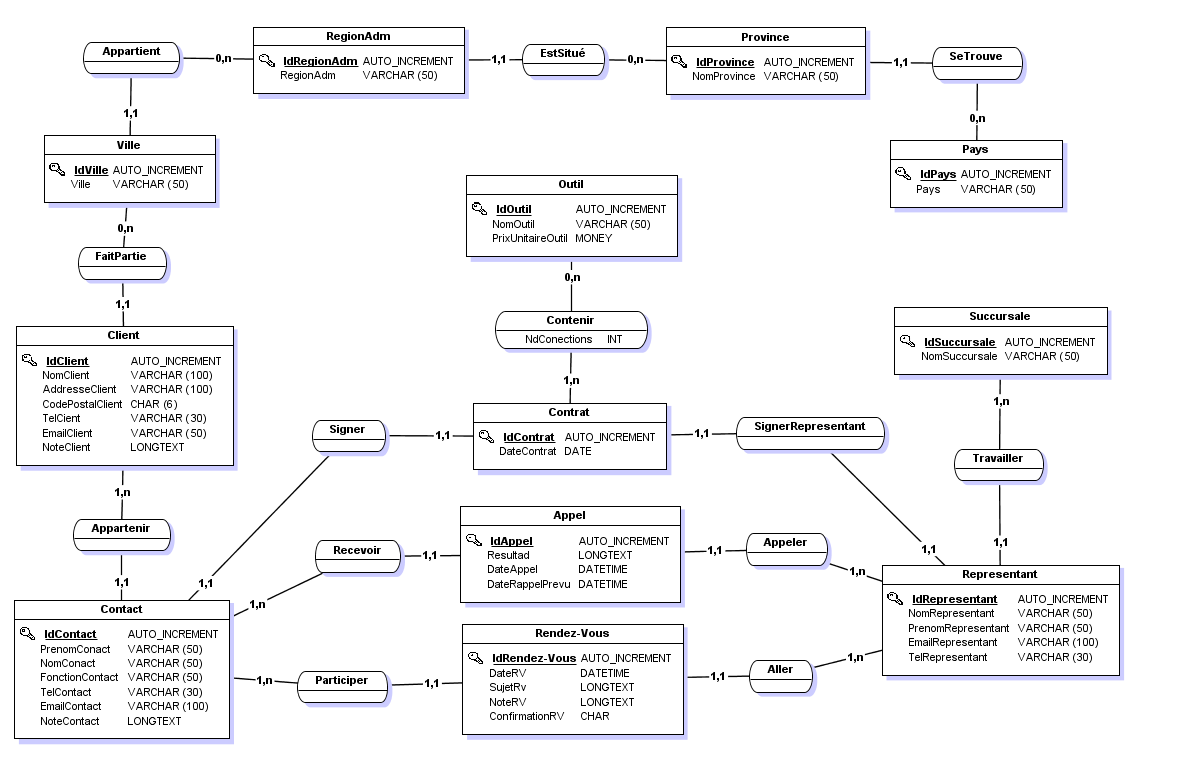 Appartient
0,n
RegionAdm
IdRegionAdm AUTO_INCREMENT
RegionAdm VARCHAR (50)
1,1
EstSitué
0,n
Province
IdProvince AUTO_INCREMENT
NomProvince VARCHAR (50)
1,1
SeTrouve
1,1
0,n
Ville
IdVille AUTO_INCREMENT
Ville VARCHAR (50)
Pays
IdPays AUTO_INCREMENT
Pays VARCHAR (50)
Outil
IdOutil AUTO_INCREMENT
NomOutil VARCHAR (50)
PrixUnitaireOutil MONEY
0,n
FaitPartie
1,1
0,n
Contenir
NdConections INT
1,n
Client
IdClient AUTO_INCREMENT
NomClient VARCHAR (100)
AddresseClient VARCHAR (100)
CodePostalClient CHAR (6)
TelCient VARCHAR (30)
EmailClient VARCHAR (50)
NoteClient LONGTEXT
Succursale
IdSuccursale AUTO_INCREMENT
NomSuccursale VARCHAR (50)
1,n
Travailler
1,1
Signer
1,1
Contrat
IdContrat AUTO_INCREMENT
DateContrat DATE
1,1
SignerRepresentant
1,1
1,n
Appartenir
1,1
1,1
Recevoir
1,1
1,n
Appel
IdAppel AUTO_INCREMENT
Resultad LONGTEXT
DateAppel DATETIME
DateRappelPrevu DATETIME
1,1
Appeler
1,n
Contact
IdContact AUTO_INCREMENT
PrenomConact VARCHAR (50)
NomConact VARCHAR (50)
FonctionContact VARCHAR (50)
TelContact VARCHAR (30)
EmailContact VARCHAR (100)
NoteContact LONGTEXT
1,n
Participer
1,1
Rendez-Vous
IdRendez-Vous AUTO_INCREMENT
DateRV DATETIME
SujetRv LONGTEXT
NoteRV LONGTEXT
ConfirmationRV CHAR
1,1
Aller
1,n
Representant
IdRepresentant AUTO_INCREMENT
NomRepresentant VARCHAR (50)
PrenomRepresentant VARCHAR (50)
EmailRepresentant VARCHAR (100)
TelRepresentant VARCHAR (30)